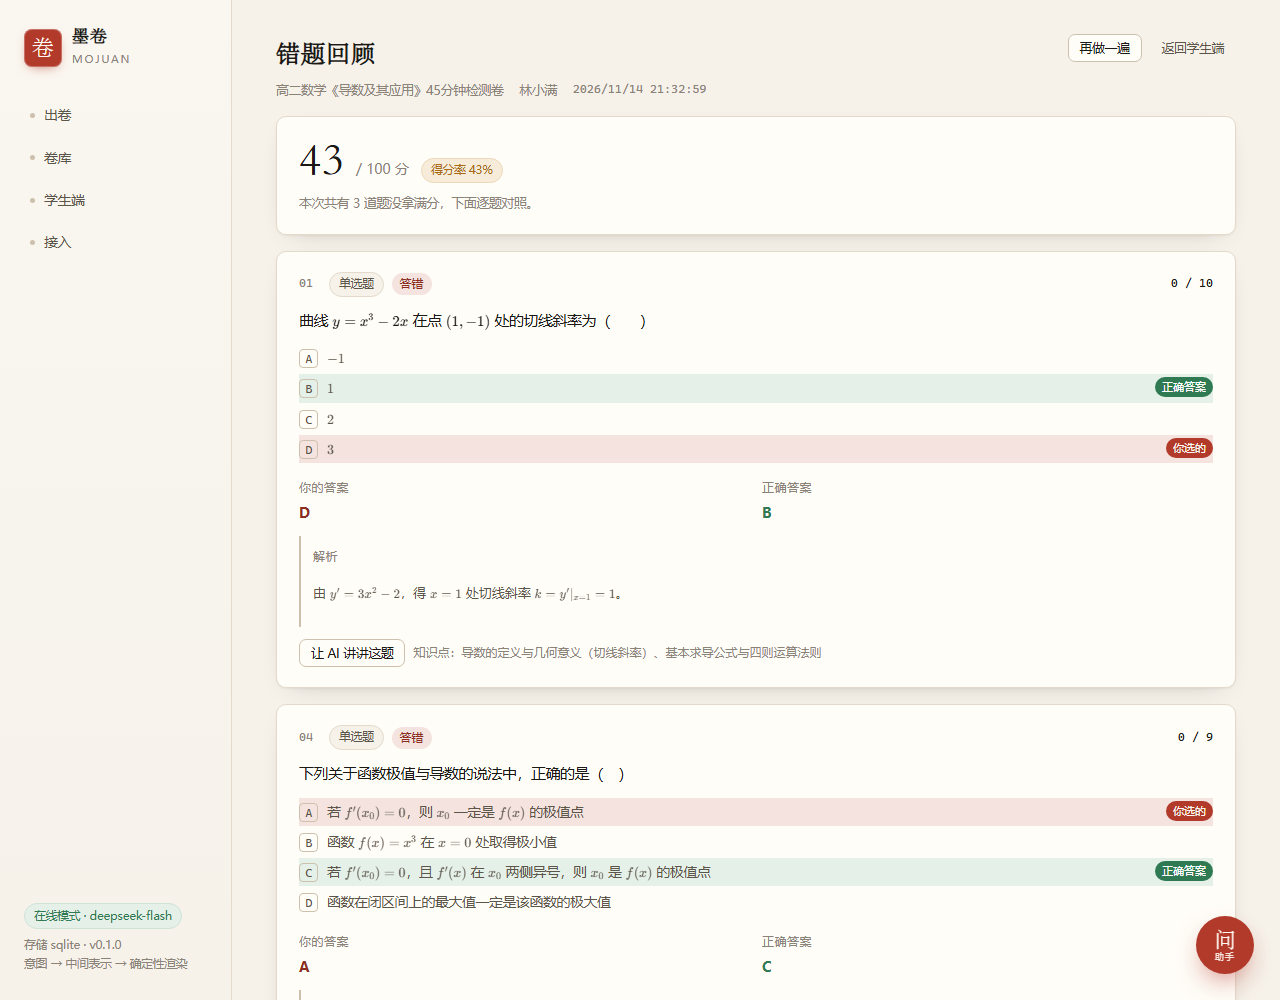 卷
墨卷
MOJUAN
出卷
卷库
学生端
接入
在线模式 · deepseek-flash
存储 sqlite · v0.1.0
意图 → 中间表示 → 确定性渲染
错题回顾
再做一遍
返回学生端
高二数学《导数及其应用》45分钟检测卷 林小满 2026/11/14 21:32:59
43 / 100 分 得分率 43%
本次共有 3 道题没拿满分，下面逐题对照。
01 单选题 答错 0 / 10
曲线 y = x³ − 2x 在点 (1, −1) 处的切线斜率为（　　）
A −1
B 1 正确答案
C 2
D 3 你选的
你的答案 正确答案
D B
解析
由 y′ = 3x² − 2，得 x = 1 处切线斜率 k = y′|ₓ₌₁ = 1。
让 AI 讲讲这题 知识点：导数的定义与几何意义（切线斜率）、基本求导公式与四则运算法则
04 单选题 答错 0 / 9
下列关于函数极值与导数的说法中，正确的是（　）
A 若 f′(x₀) = 0，则 x₀ 一定是 f(x) 的极值点 你选的
B 函数 f(x) = x³ 在 x = 0 处取得极小值
C 若 f′(x₀) = 0，且 f′(x) 在 x₀ 两侧异号，则 x₀ 是 f(x) 的极值点 正确答案
D 函数在闭区间上的最大值一定是该函数的极大值
你的答案 正确答案
A C
问
助手